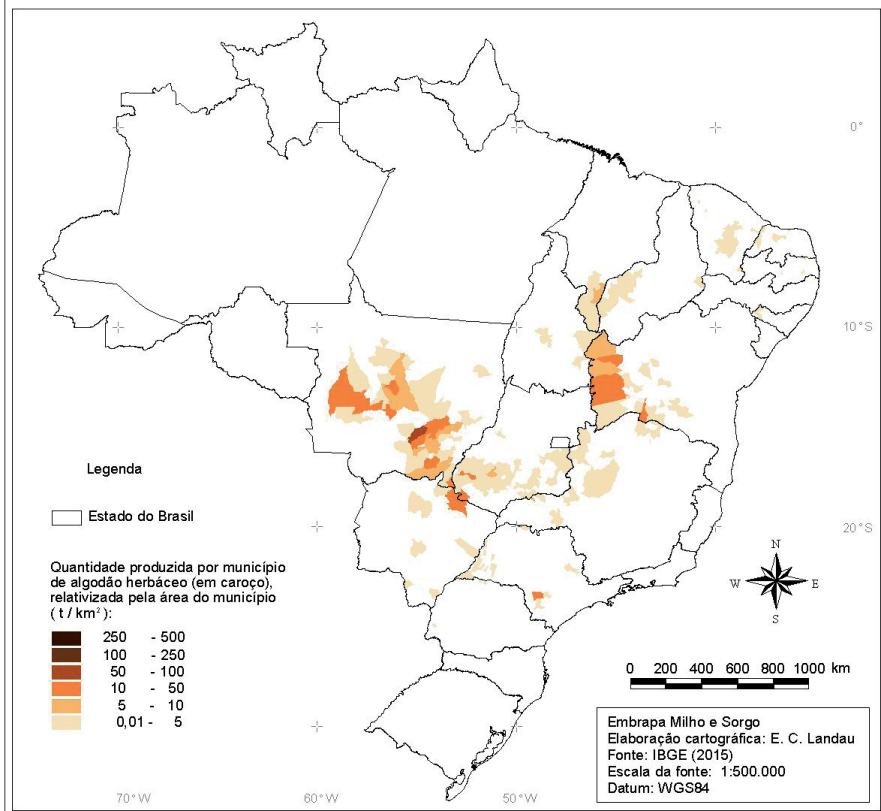 0°
10°S
20°S
Legenda
Estado do Brasil
Quantidade produzida por município
de algodão herbáceo (em caroço),
relativizada pela área do município
( t / km² ):
250 - 500
100 - 250
50 - 100
10 - 50
5 - 10
0,01 - 5
N
W E
S
0 200 400 600 800 1000 km
Embrapa Milho e Sorgo
Elaboração cartográfica: E. C. Landau
Fonte: IBGE (2015)
Escala da fonte: 1:500.000
Datum: WGS84
70°W 60°W 50°W